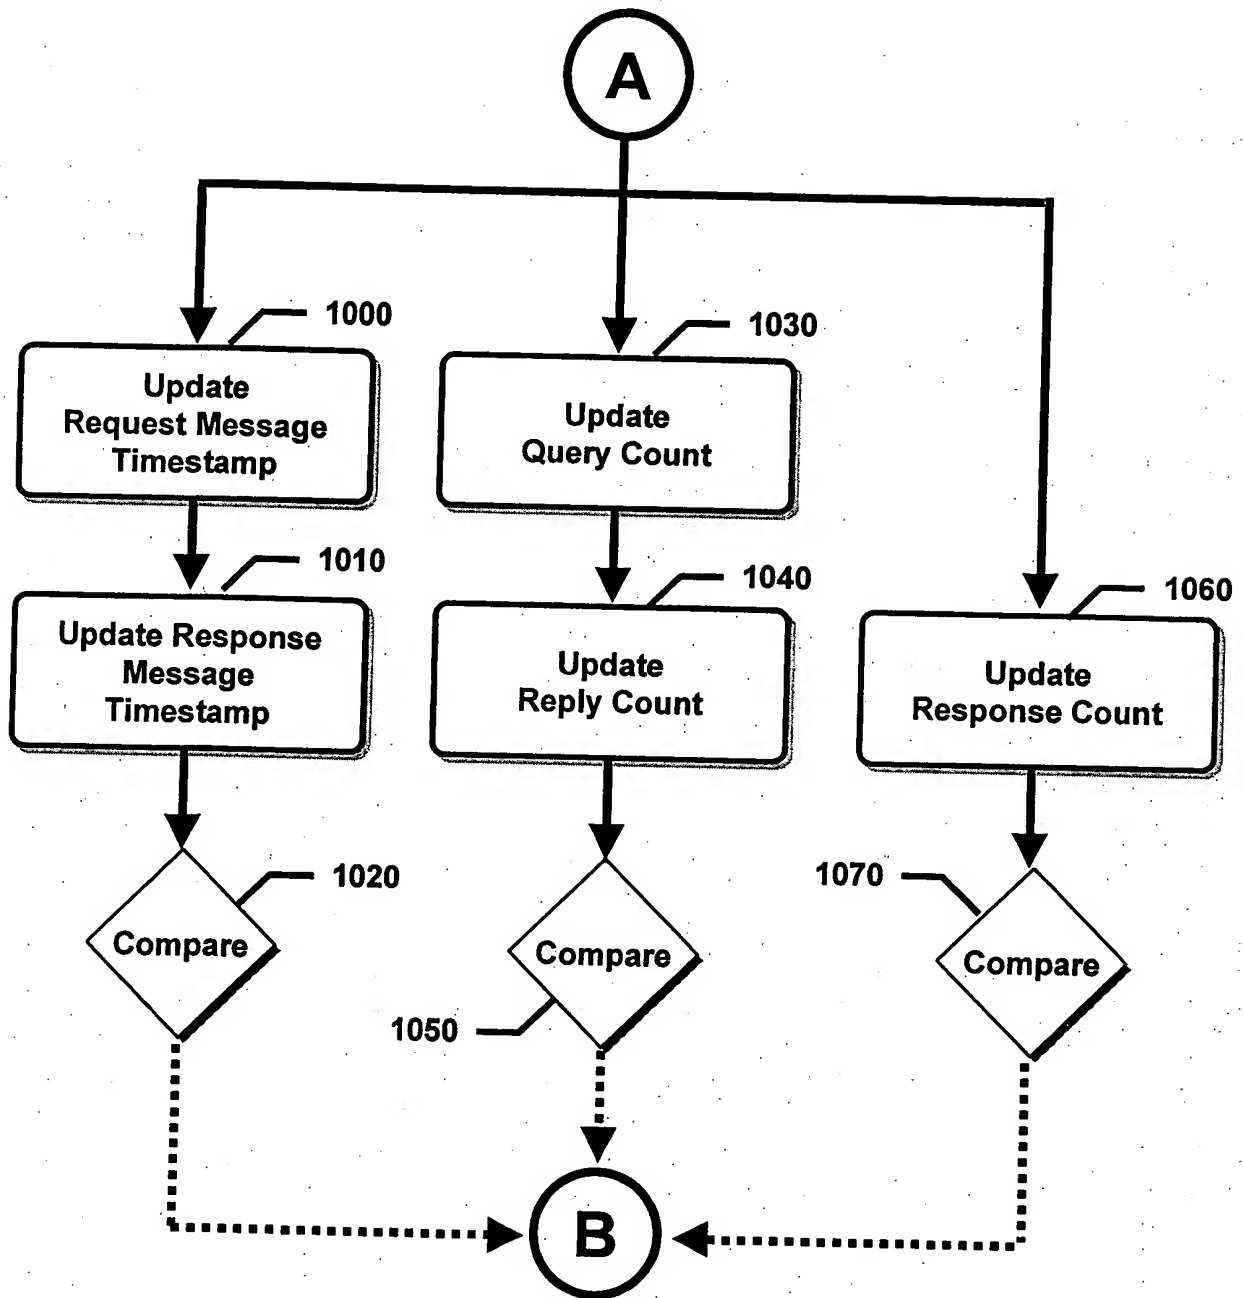 A
1000
1030
Update
Request Message
Timestamp
Update
Query Count
1010
1040
1060
Update Response
Message
Timestamp
Update
Reply Count
Update
Response Count
1020
1070
Compare
Compare
Compare
1050
B